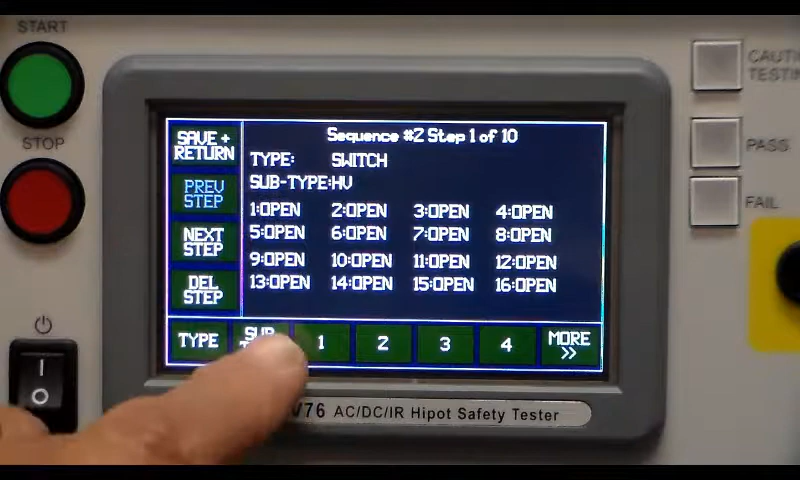 START
STOP
SAVE + RETURN
PREV STEP
NEXT STEP
DEL STEP
Sequence #2 Step 1 of 10
TYPE: SWITCH
SUB-TYPE:HV
1:OPEN 2:OPEN 3:OPEN 4:OPEN
5:OPEN 6:OPEN 7:OPEN 8:OPEN
9:OPEN 10:OPEN 11:OPEN 12:OPEN
13:OPEN 14:OPEN 15:OPEN 16:OPEN
TYPE SUB 1 2 3 4 MORE >>
V76 AC/DC/IR Hipot Safety Tester
PASS
FAIL